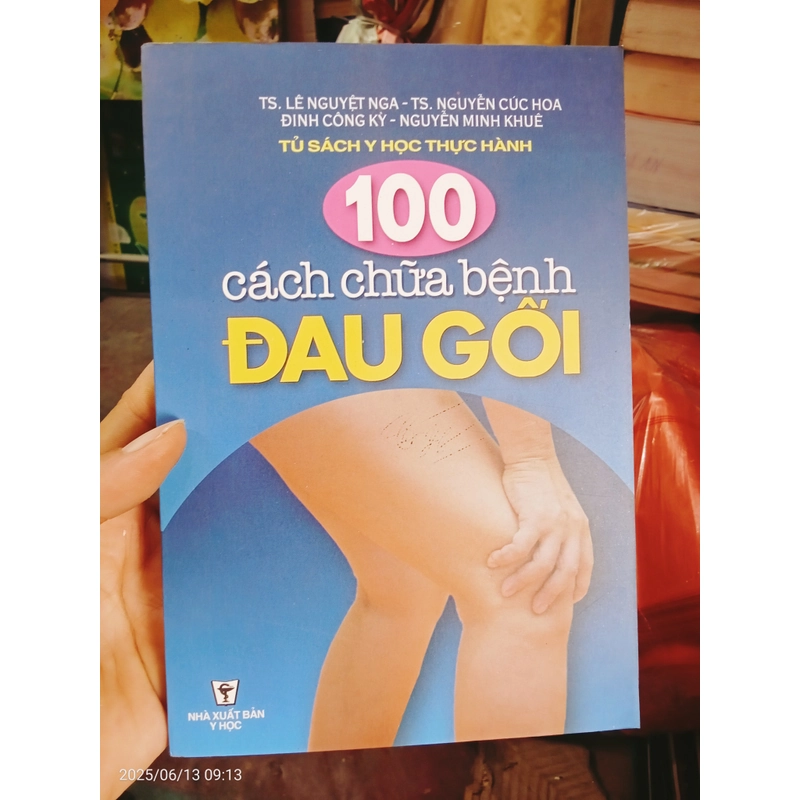 TS. LÊ NGUYỆT NGA - TS. NGUYỄN CÚC HOA
ĐINH CÔNG KỲ - NGUYỄN MINH KHUÊ
TỦ SÁCH Y HỌC THỰC HÀNH
100
cách chữa bệnh
ĐAU GỐI
NHÀ XUẤT BẢN
Y HỌC
2025/06/13 09:13